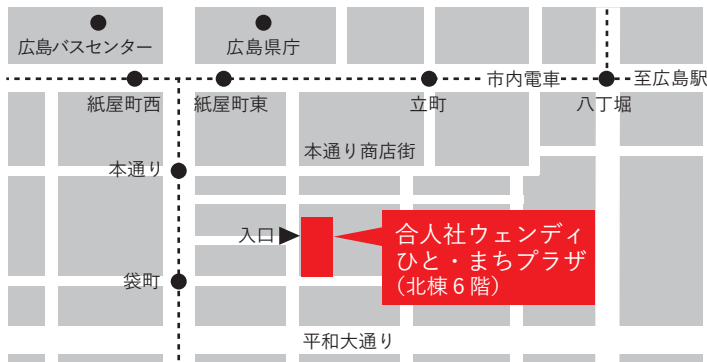 広島バスセンター
広島県庁
市内電車
至広島駅
紙屋町西
紙屋町東
立町
八丁堀
本通り商店街
本通り
入口
合人社ウェンディ
ひと・まちプラザ
（北棟６階）
袋町
平和大通り